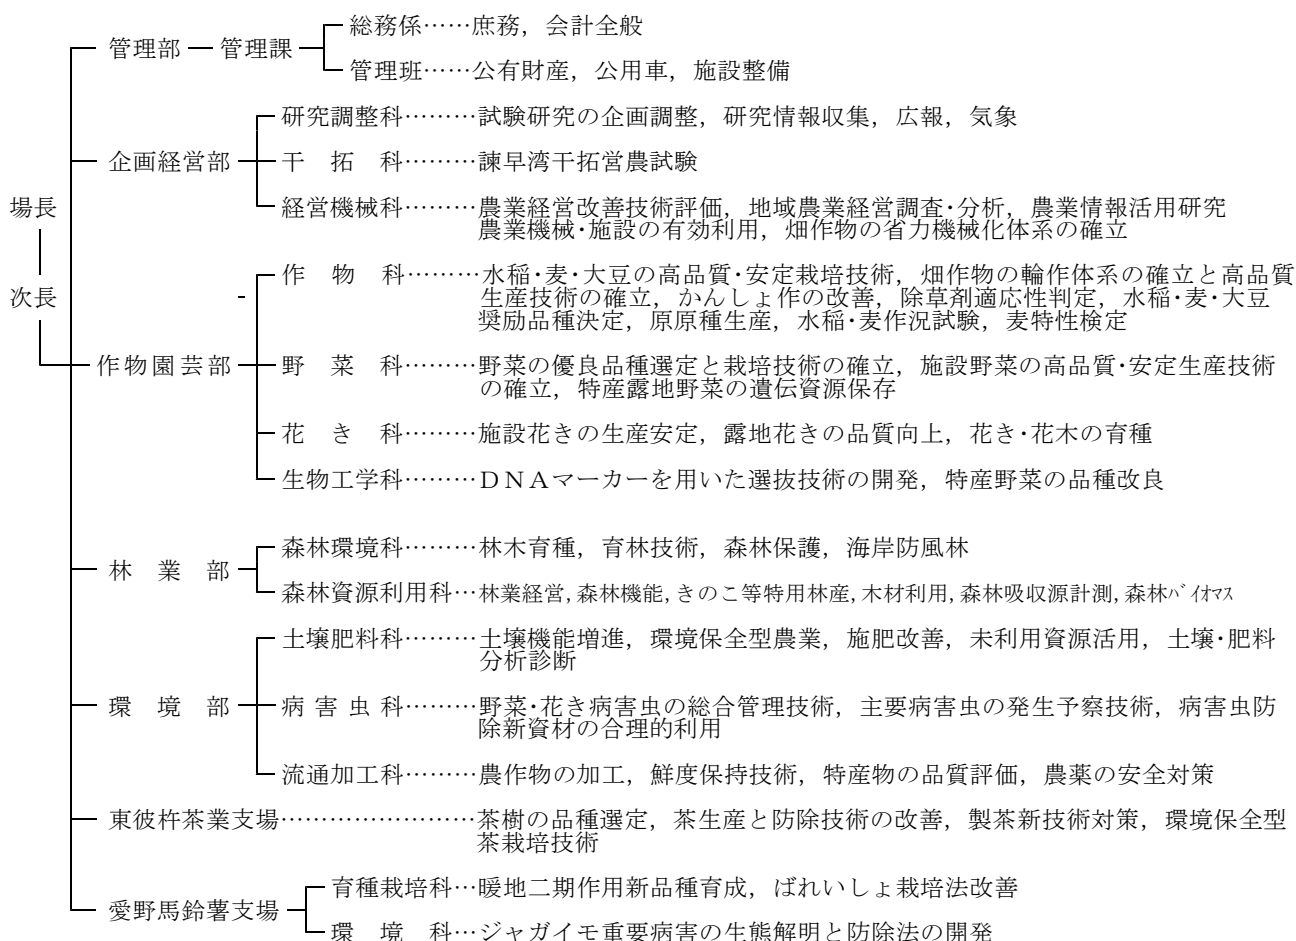 総務係……庶務，会計全般
管理部 管理課
管理班……公有財産，公用車，施設整備
研究調整科………試験研究の企画調整，研究情報収集，広報，気象
企画経営部 干拓科………諫早湾干拓営農試験
場長
経営機械科………農業経営改善技術評価，地域農業経営調査・分析，農業情報活用研究
農業機械・施設の有効利用，畑作物の省力機械化体系の確立
次長
作物科………水稲・麦・大豆の高品質・安定栽培技術，畑作物の輪作体系の確立と高品質
生産技術の確立，かんしょ作の改善，除草剤適応性判定，水稲・麦・大豆
奨励品種決定，原原種生産，水稲・麦作況試験，麦特性検定
作物園芸部 野菜科………野菜の優良品種選定と栽培技術の確立，施設野菜の高品質・安定生産技術
の確立，特産露地野菜の遺伝資源保存
花き科………施設花きの生産安定，露地花きの品質向上，花き・花木の育種
生物工学科………ＤＮＡマーカーを用いた選抜技術の開発，特産野菜の品種改良
森林環境科………林木育種，育林技術，森林保護，海岸防風林
林業部
森林資源利用科…林業経営,森林機能,きのこ等特用林産,木材利用,森林吸収源計測,森林ﾊﾞｲｵﾏｽ
土壌肥料科………土壌機能増進，環境保全型農業，施肥改善，未利用資源活用，土壌・肥料
分析診断
環境部 病害虫科………野菜・花き病害虫の総合管理技術，主要病害虫の発生予察技術，病害虫防
除新資材の合理的利用
流通加工科………農作物の加工，鮮度保持技術，特産物の品質評価，農薬の安全対策
東彼杵茶業支場……………………茶樹の品種選定，茶生産と防除技術の改善，製茶新技術対策，環境保全型
茶栽培技術
育種栽培科…暖地二期作用新品種育成，ばれいしょ栽培法改善
愛野馬鈴薯支場
環境科…ジャガイモ重要病害の生態解明と防除法の開発